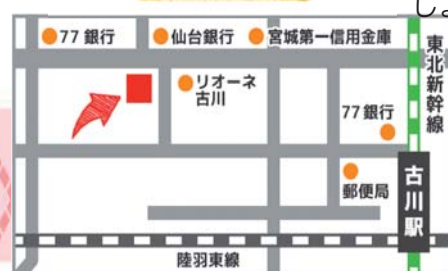 しょ
77 銀行
仙台銀行
宮城第一信用金庫
東北新幹線
リオーネ
古川
77 銀行
郵便局
古川駅
陸羽東線